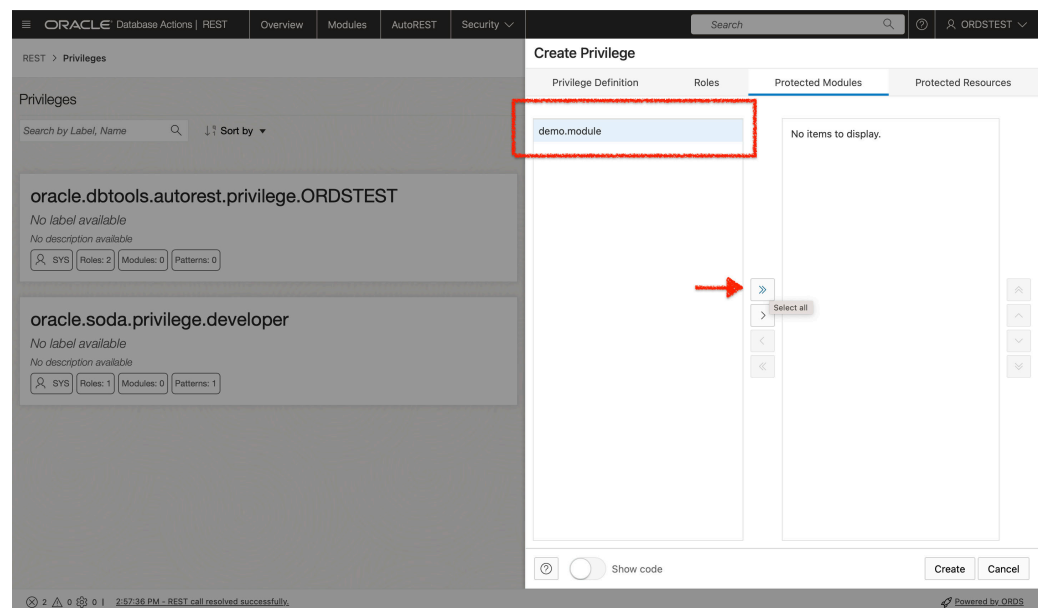 ORACLE Database Actions | REST
Overview
Modules
AutoREST
Security
Search
ORDSTEST
REST > Privileges
Privileges
Search by Label, Name
Sort by
oracle.dbtools.autorest.privilege.ORDSTEST
No label available
No description available
SYS Roles: 2 Modules: 0 Patterns: 0
oracle.soda.privilege.developer
No label available
No description available
SYS Roles: 1 Modules: 0 Patterns: 1
Create Privilege
Privilege Definition
Roles
Protected Modules
Protected Resources
demo.module
No items to display.
Select all
Show code
Create
Cancel
2 0 0 | 2:57:36 PM - REST call resolved successfully.
Powered by ORDS